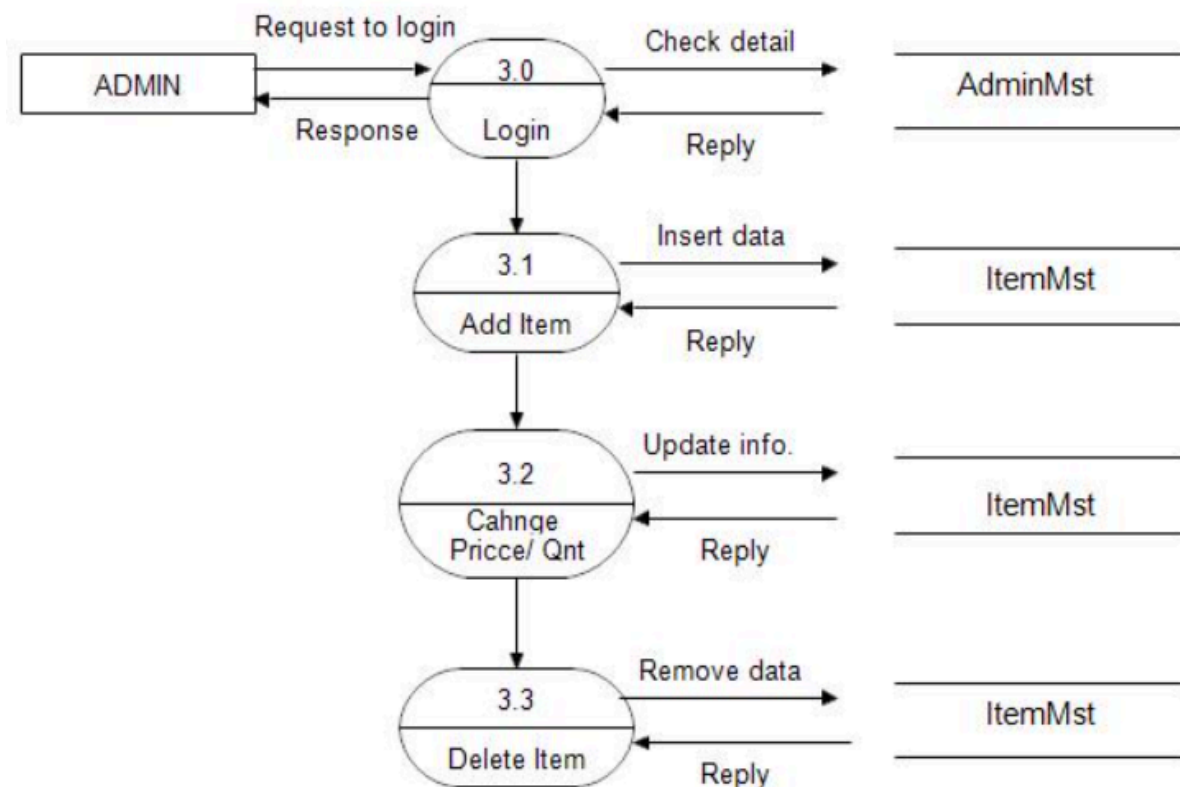 Request to login
Check detail
ADMIN
3.0
AdminMst
Response
Login
Reply
Insert data
3.1
ItemMst
Add Item
Reply
Update info.
3.2
ItemMst
Cahnge
Pricce/ Qnt
Reply
Remove data
3.3
ItemMst
Delete Item
Reply